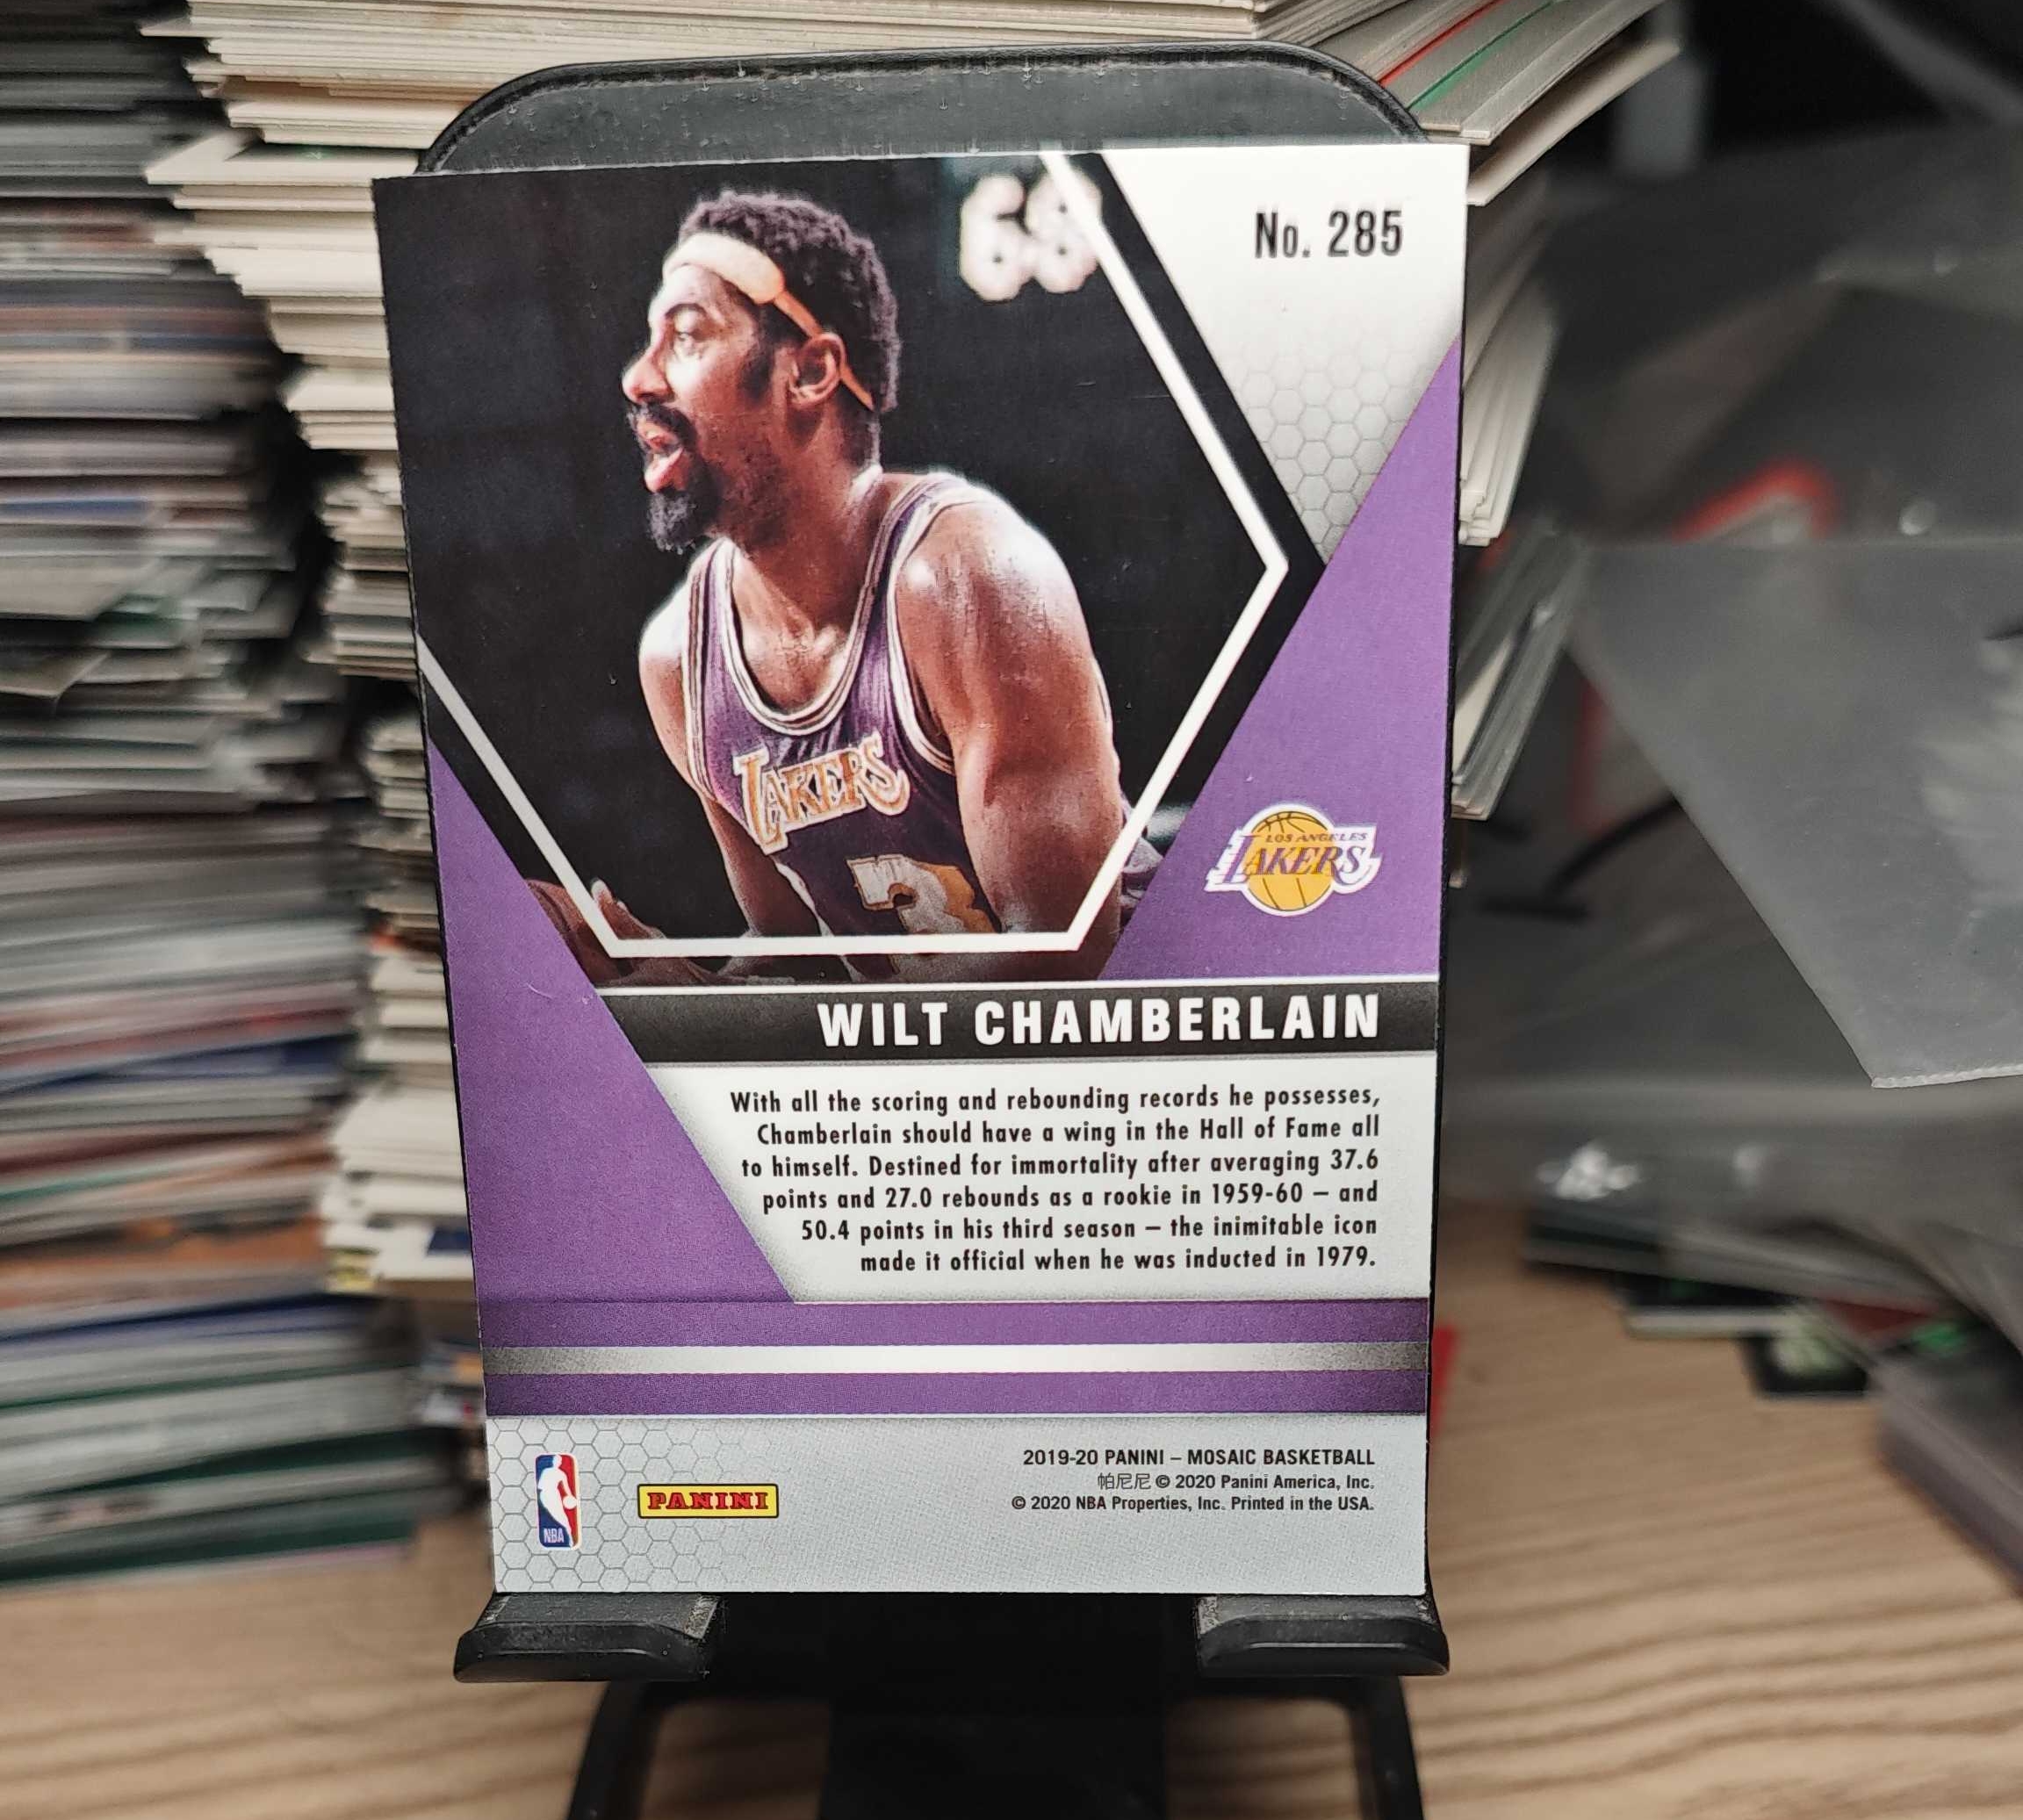 68
No. 285
LAKERS
3
LOS ANGELES
LAKERS
WILT CHAMBERLAIN
With all the scoring and rebounding records he possesses,
Chamberlain should have a wing in the Hall of Fame all
to himself. Destined for immortality after averaging 37.6
points and 27.0 rebounds as a rookie in 1959-60 – and
50.4 points in his third season – the inimitable icon
made it official when he was inducted in 1979.
2019-20 PANINI – MOSAIC BASKETBALL
帕尼尼 © 2020 Panini America, Inc.
© 2020 NBA Properties, Inc. Printed in the USA.
NBA
PANINI